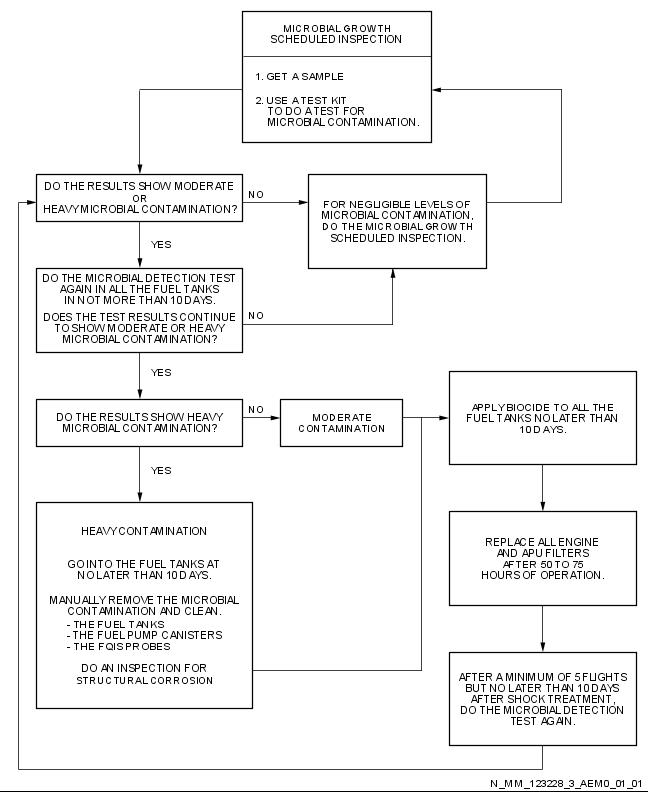 MICROBIAL GROWTH
SCHEDULED INSPECTION
1. GET A SAMPLE
2. USE A TEST KIT
TO DO A TEST FOR
MICROBIAL CONTAMINATION.
DO THE RESULTS SHOW MODERATE
OR
HEAVY MICROBIAL CONTAMINATION?
NO
FOR NEGLIGIBLE LEVELS OF
MICROBIAL CONTAMINATION,
DO THE MICROBIAL GROWTH
SCHEDULED INSPECTION.
YES
DO THE MICROBIAL DETECTION TEST
AGAIN IN ALL THE FUEL TANKS
IN NOT MORE THAN 10 DAYS.
DOES THE TEST RESULTS CONTINUE
TO SHOW MODERATE OR HEAVY
MICROBIAL CONTAMINATION?
NO
YES
DO THE RESULTS SHOW HEAVY
MICROBIAL CONTAMINATION?
NO
MODERATE
CONTAMINATION
APPLY BIOCIDE TO ALL THE
FUEL TANKS NO LATER THAN
10 DAYS.
YES
HEAVY CONTAMINATION
GO INTO THE FUEL TANKS AT
NO LATER THAN 10 DAYS.
MANUALLY REMOVE THE MICROBIAL
CONTAMINATION AND CLEAN.
- THE FUEL TANKS
- THE FUEL PUMP CANISTERS
- THE FQIS PROBES
DO AN INSPECTION FOR
STRUCTURAL CORROSION
REPLACE ALL ENGINE
AND APU FILTERS
AFTER 50 TO 75
HOURS OF OPERATION.
AFTER A MINIMUM OF 5 FLIGHTS
BUT NO LATER THAN 10 DAYS
AFTER SHOCK TREATMENT,
DO THE MICROBIAL DETECTION
TEST AGAIN.
N_MM_123228_3_AEM0_01_01